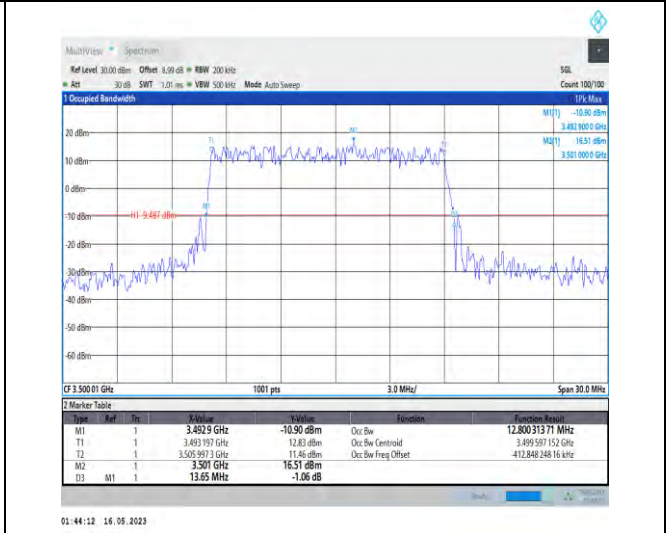 MultiView Spectrum
Ref Level 30.00 dBm Offset 8.99 dB RBW 200 kHz SGL
Att 30 dB SWT 1.01 ms VBW 500 kHz Mode Auto Sweep Count 100/100
1 Occupied Bandwidth 1Pk Max
M1[1] -10.90 dBm
3.492 900 0 GHz
M2[1] 16.51 dBm
3.501 000 0 GHz
20 dBm
10 dBm
0 dBm
-10 dBm
H1 -9.487 dBm
-20 dBm
-30 dBm
-40 dBm
-50 dBm
-60 dBm
CF 3.500 01 GHz 1001 pts 3.0 MHz/ Span 30.0 MHz
2 Marker Table
Type Ref Trc X-Value Y-Value Function Function Result
M1 1 3.492 9 GHz -10.90 dBm Occ Bw 12.800 313 71 MHz
T1 1 3.493 197 GHz 12.83 dBm Occ Bw Centroid 3.499 597 152 GHz
T2 1 3.505 997 3 GHz 11.46 dBm Occ Bw Freq Offset -412.848 248 16 kHz
M2 1 3.501 GHz 16.51 dBm
D3 M1 1 13.65 MHz -1.06 dB
Ready
01:44:12 16.05.2023